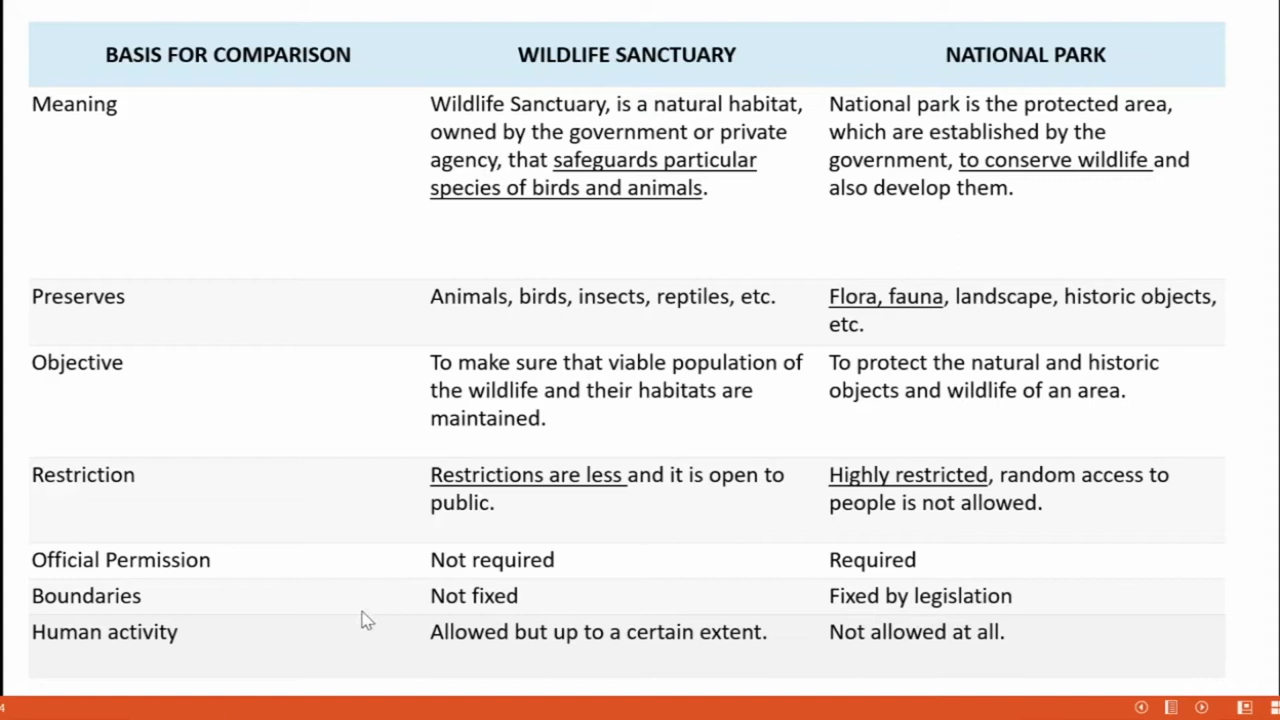 BASIS FOR COMPARISON
WILDLIFE SANCTUARY
NATIONAL PARK
Meaning
Wildlife Sanctuary, is a natural habitat,
owned by the government or private
agency, that safeguards particular
species of birds and animals.
National park is the protected area,
which are established by the
government, to conserve wildlife and
also develop them.
Preserves
Animals, birds, insects, reptiles, etc.
Flora, fauna, landscape, historic objects,
etc.
Objective
To make sure that viable population of
the wildlife and their habitats are
maintained.
To protect the natural and historic
objects and wildlife of an area.
Restriction
Restrictions are less and it is open to
public.
Highly restricted, random access to
people is not allowed.
Official Permission
Not required
Required
Boundaries
Not fixed
Fixed by legislation
Human activity
Allowed but up to a certain extent.
Not allowed at all.
4